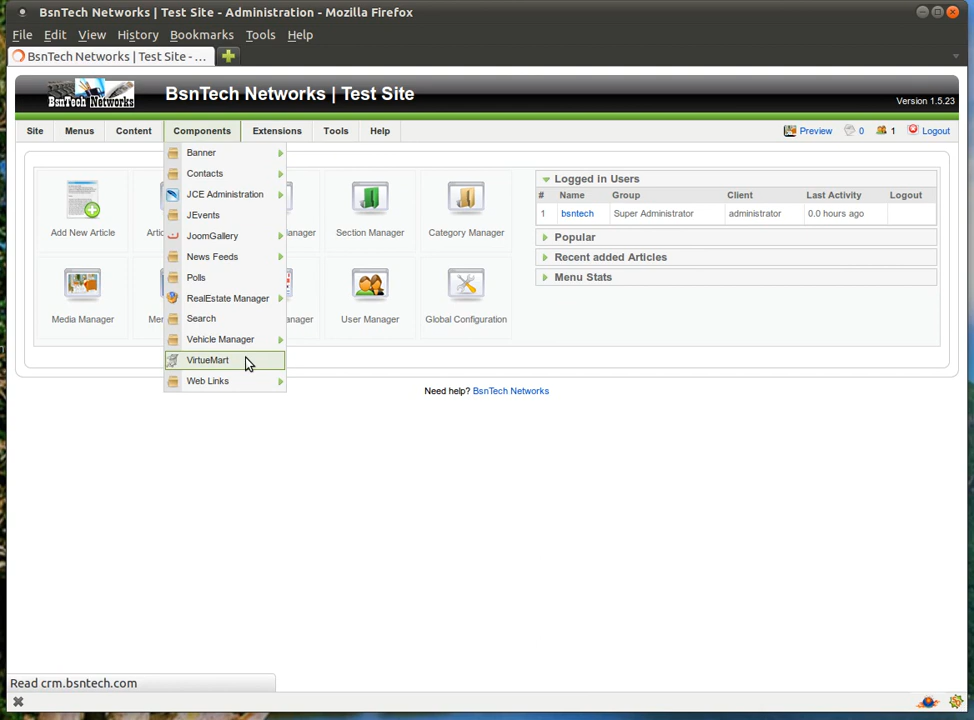 BsnTech Networks | Test Site - Administration - Mozilla Firefox
File Edit View History Bookmarks Tools Help
BsnTech Networks | Test Site - ...
BsnTech Networks
BsnTech Networks | Test Site
Version 1.5.23
Site Menus Content Components Extensions Tools Help
Preview 0 1 Logout
Banner
Contacts
JCE Administration
JEvents
JoomGallery
News Feeds
Polls
RealEstate Manager
Search
Vehicle Manager
VirtueMart
Web Links
Add New Article
Artic
anager
Section Manager
Category Manager
Media Manager
Men
anager
User Manager
Global Configuration
Logged in Users
# Name Group Client Last Activity Logout
1 bsntech Super Administrator administrator 0.0 hours ago
Popular
Recent added Articles
Menu Stats
Need help? BsnTech Networks
Read crm.bsntech.com